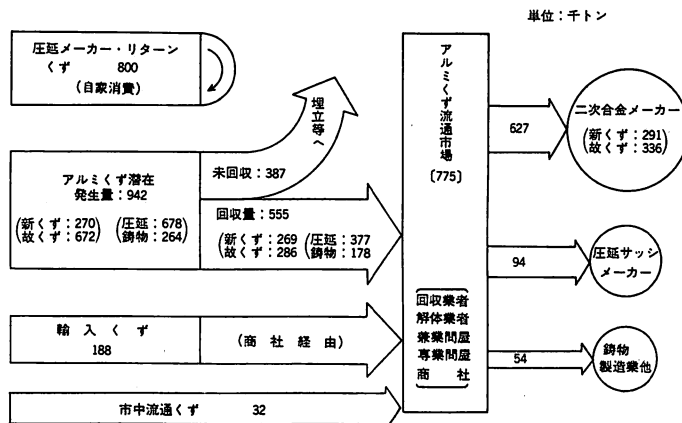 単位：千トン
圧延メーカー・リターン
くず 800
(自家消費)
埋立等へ
未回収：387
アルミくず潜在
発生量：942
(新くず：270 (圧延：678)
故くず：672) (鋳物：264)
回収量：555
(新くず：269 (圧延：377
故くず：286 (鋳物：178)
輸入くず
188
(商社経由)
市中流通くず 32
アルミくず流通市場
〔775〕
回収業者
解体業者
兼業問屋
専業問屋
商社
627
二次合金メーカー
(新くず：291)
(故くず：336)
94
圧延サッシ
メーカー
54
鋳物
製造業他